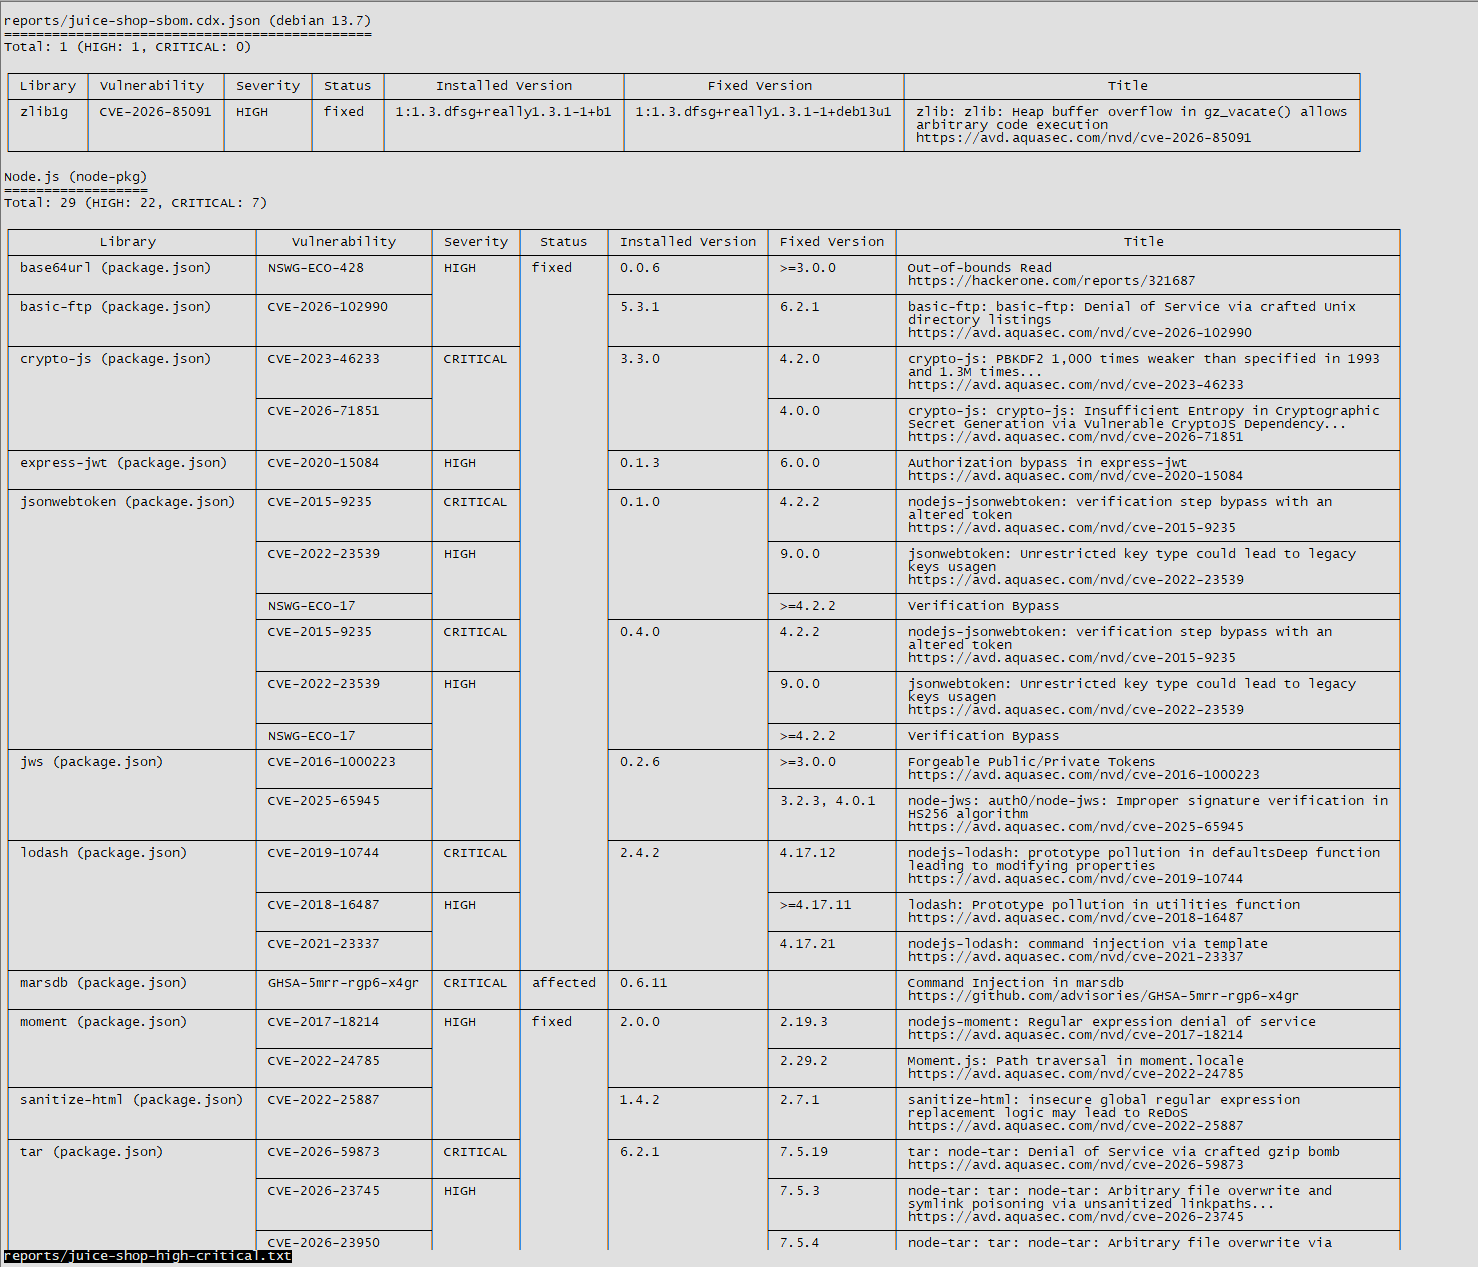 reports/juice-shop-sbom.cdx.json (debian 13.7)
==============================================
Total: 1 (HIGH: 1, CRITICAL: 0)
Library Vulnerability Severity Status Installed Version Fixed Version Title
zlib1g CVE-2026-85091 HIGH fixed 1:1.3.dfsg+really1.3.1-1+b1 1:1.3.dfsg+really1.3.1-1+deb13u1 zlib: zlib: Heap buffer overflow in gz_vacate() allows
arbitrary code execution
https://avd.aquasec.com/nvd/cve-2026-85091
Node.js (node-pkg)
==================
Total: 29 (HIGH: 22, CRITICAL: 7)
Library Vulnerability Severity Status Installed Version Fixed Version Title
base64url (package.json) NSWG-ECO-428 HIGH fixed 0.0.6 >=3.0.0 Out-of-bounds Read
https://hackerone.com/reports/321687
basic-ftp (package.json) CVE-2026-102990 5.3.1 6.2.1 basic-ftp: basic-ftp: Denial of Service via crafted Unix
directory listings
https://avd.aquasec.com/nvd/cve-2026-102990
crypto-js (package.json) CVE-2023-46233 CRITICAL 3.3.0 4.2.0 crypto-js: PBKDF2 1,000 times weaker than specified in 1993
and 1.3M times...
https://avd.aquasec.com/nvd/cve-2023-46233
CVE-2026-71851 4.0.0 crypto-js: crypto-js: Insufficient Entropy in Cryptographic
Secret Generation via Vulnerable CryptoJS Dependency...
https://avd.aquasec.com/nvd/cve-2026-71851
express-jwt (package.json) CVE-2020-15084 HIGH 0.1.3 6.0.0 Authorization bypass in express-jwt
https://avd.aquasec.com/nvd/cve-2020-15084
jsonwebtoken (package.json) CVE-2015-9235 CRITICAL 0.1.0 4.2.2 nodejs-jsonwebtoken: verification step bypass with an
altered token
https://avd.aquasec.com/nvd/cve-2015-9235
CVE-2022-23539 HIGH 9.0.0 jsonwebtoken: Unrestricted key type could lead to legacy
keys usagen
https://avd.aquasec.com/nvd/cve-2022-23539
NSWG-ECO-17 >=4.2.2 Verification Bypass
CVE-2015-9235 CRITICAL 0.4.0 4.2.2 nodejs-jsonwebtoken: verification step bypass with an
altered token
https://avd.aquasec.com/nvd/cve-2015-9235
CVE-2022-23539 HIGH 9.0.0 jsonwebtoken: Unrestricted key type could lead to legacy
keys usagen
https://avd.aquasec.com/nvd/cve-2022-23539
NSWG-ECO-17 >=4.2.2 Verification Bypass
jws (package.json) CVE-2016-1000223 0.2.6 >=3.0.0 Forgeable Public/Private Tokens
https://avd.aquasec.com/nvd/cve-2016-1000223
CVE-2025-65945 3.2.3, 4.0.1 node-jws: auth0/node-jws: Improper signature verification in
HS256 algorithm
https://avd.aquasec.com/nvd/cve-2025-65945
lodash (package.json) CVE-2019-10744 CRITICAL 2.4.2 4.17.12 nodejs-lodash: prototype pollution in defaultsDeep function
leading to modifying properties
https://avd.aquasec.com/nvd/cve-2019-10744
CVE-2018-16487 HIGH >=4.17.11 lodash: Prototype pollution in utilities function
https://avd.aquasec.com/nvd/cve-2018-16487
CVE-2021-23337 4.17.21 nodejs-lodash: command injection via template
https://avd.aquasec.com/nvd/cve-2021-23337
marsdb (package.json) GHSA-5mrr-rgp6-x4gr CRITICAL affected 0.6.11 Command Injection in marsdb
https://github.com/advisories/GHSA-5mrr-rgp6-x4gr
moment (package.json) CVE-2017-18214 HIGH fixed 2.0.0 2.19.3 nodejs-moment: Regular expression denial of service
https://avd.aquasec.com/nvd/cve-2017-18214
CVE-2022-24785 2.29.2 Moment.js: Path traversal in moment.locale
https://avd.aquasec.com/nvd/cve-2022-24785
sanitize-html (package.json) CVE-2022-25887 1.4.2 2.7.1 sanitize-html: insecure global regular expression
replacement logic may lead to ReDoS
https://avd.aquasec.com/nvd/cve-2022-25887
tar (package.json) CVE-2026-59873 CRITICAL 6.2.1 7.5.19 tar: node-tar: Denial of Service via crafted gzip bomb
https://avd.aquasec.com/nvd/cve-2026-59873
CVE-2026-23745 HIGH 7.5.3 node-tar: tar: node-tar: Arbitrary file overwrite and
symlink poisoning via unsanitized linkpaths...
https://avd.aquasec.com/nvd/cve-2026-23745
CVE-2026-23950 7.5.4 node-tar: tar: node-tar: Arbitrary file overwrite via
reports/juice-shop-high-critical.txt